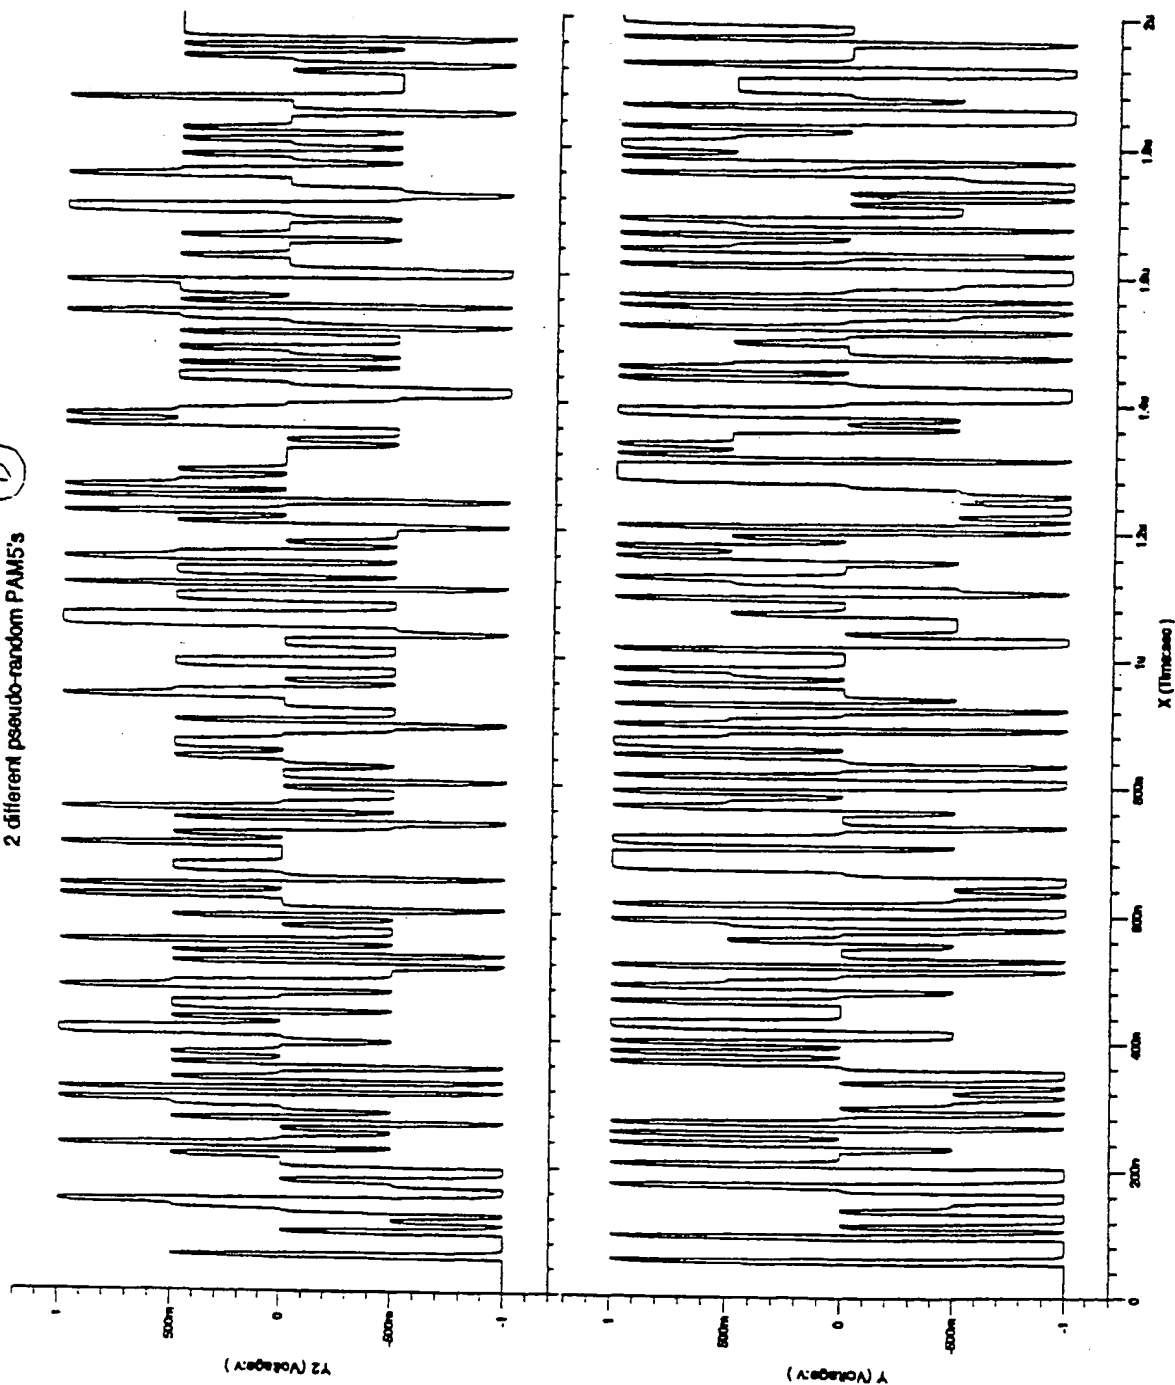 2 different pseudo-random PAM5's
Y2 (Voltage:v )
1
500m
0
-500m
-1
Y (Voltage:v )
1
500m
0
-500m
-1
0
200n
400n
600n
800n
1u
1.2u
1.4u
1.6u
1.8u
2u
X (Time:sec )